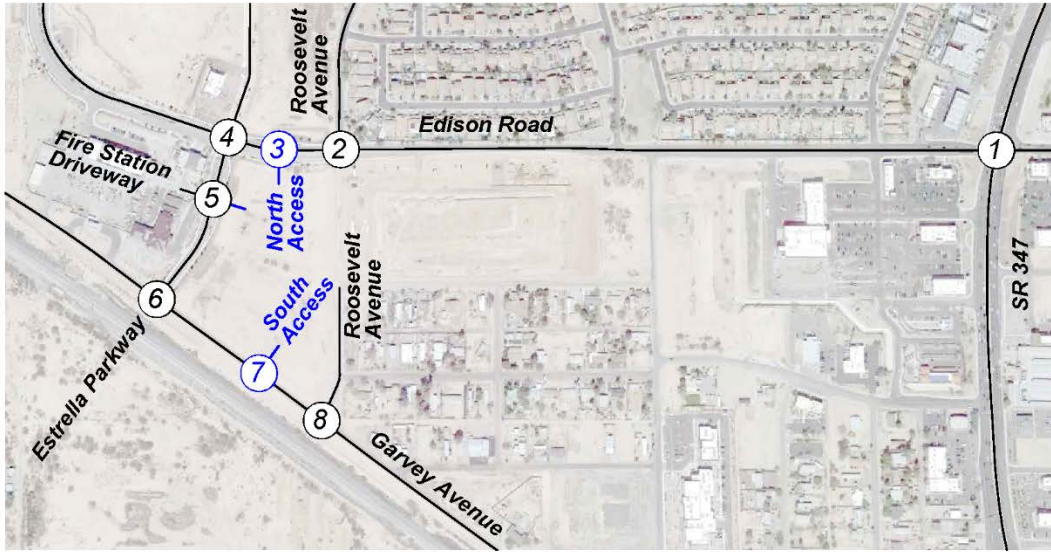 Roosevelt
Avenue
Edison Road
4
3
2
1
Fire Station
Driveway
5
North
Access
6
South
Access
Roosevelt
Avenue
SR 347
7
Estrella Parkway
8
Garvey Avenue